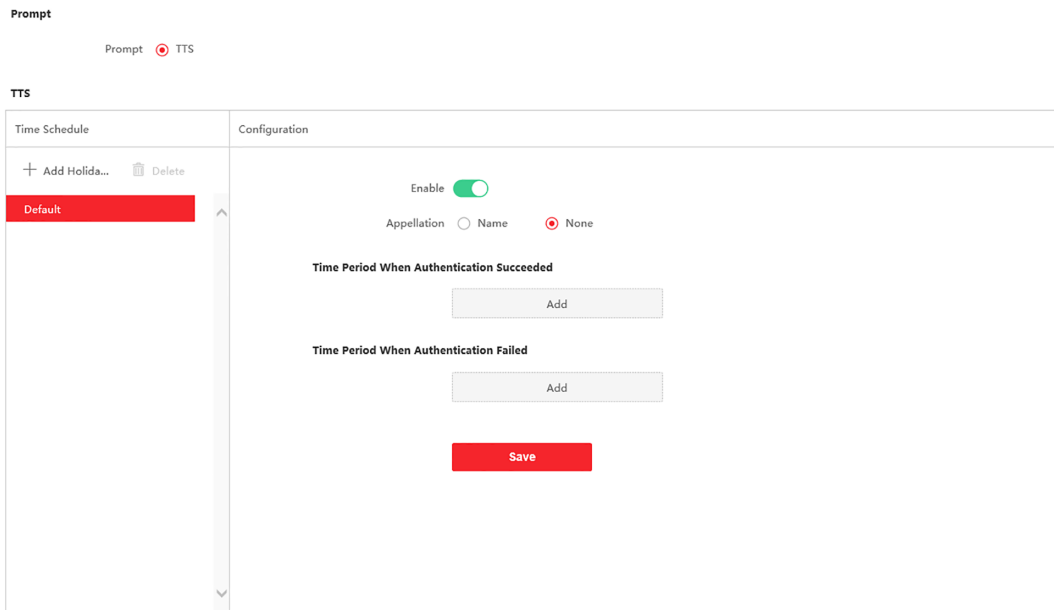 Prompt
Prompt TTS
TTS
Time Schedule Configuration
Add Holida... Delete
Default
Enable
Appellation Name None
Time Period When Authentication Succeeded
Add
Time Period When Authentication Failed
Add
Save